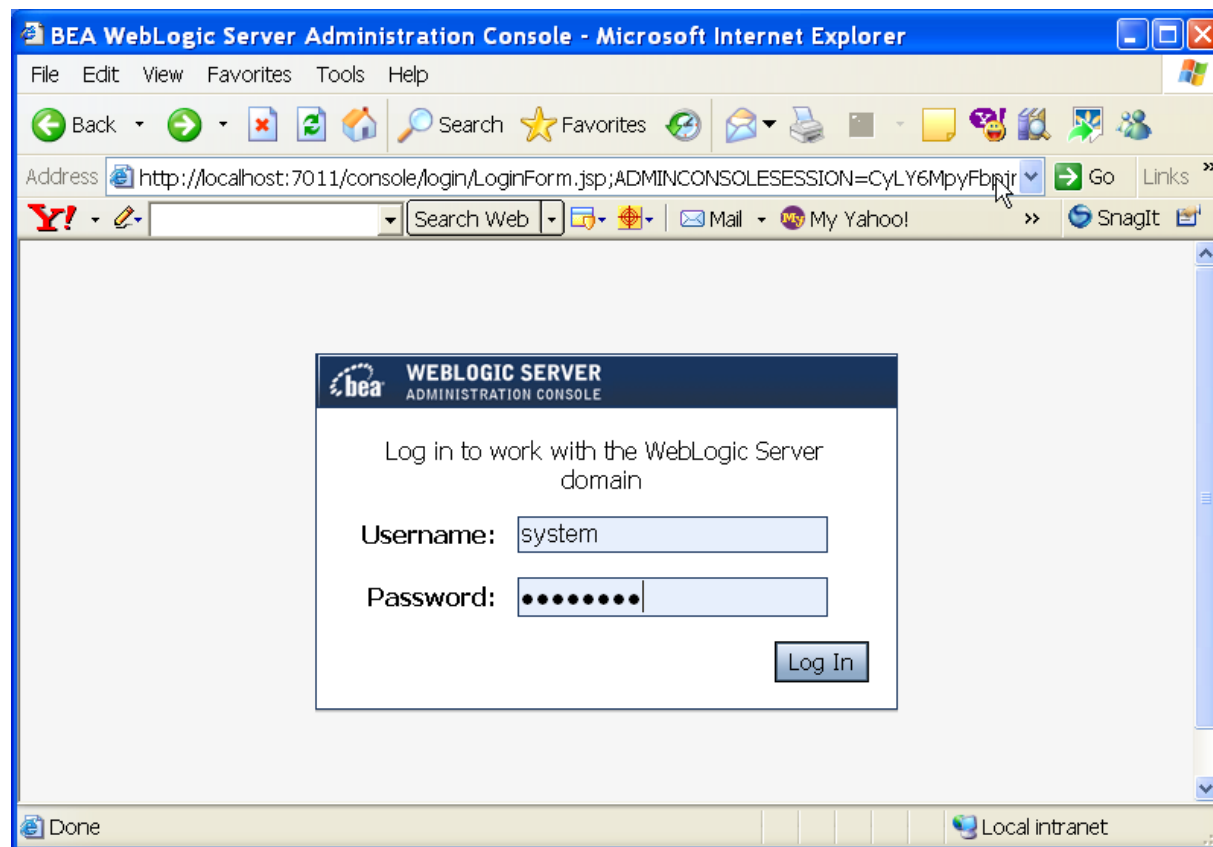 BEA WebLogic Server Administration Console - Microsoft Internet Explorer
File Edit View Favorites Tools Help
Back Search Favorites
Address http://localhost:7011/console/login/LoginForm.jsp;ADMINCONSOLESESSION=CyLY6MpyFb Go Links »
Y! Search Web Mail My My Yahoo! » SnagIt
bea WEBLOGIC SERVER
ADMINISTRATION CONSOLE
Log in to work with the WebLogic Server
domain
Username: system
Password: ••••••••
Log In
Done Local intranet